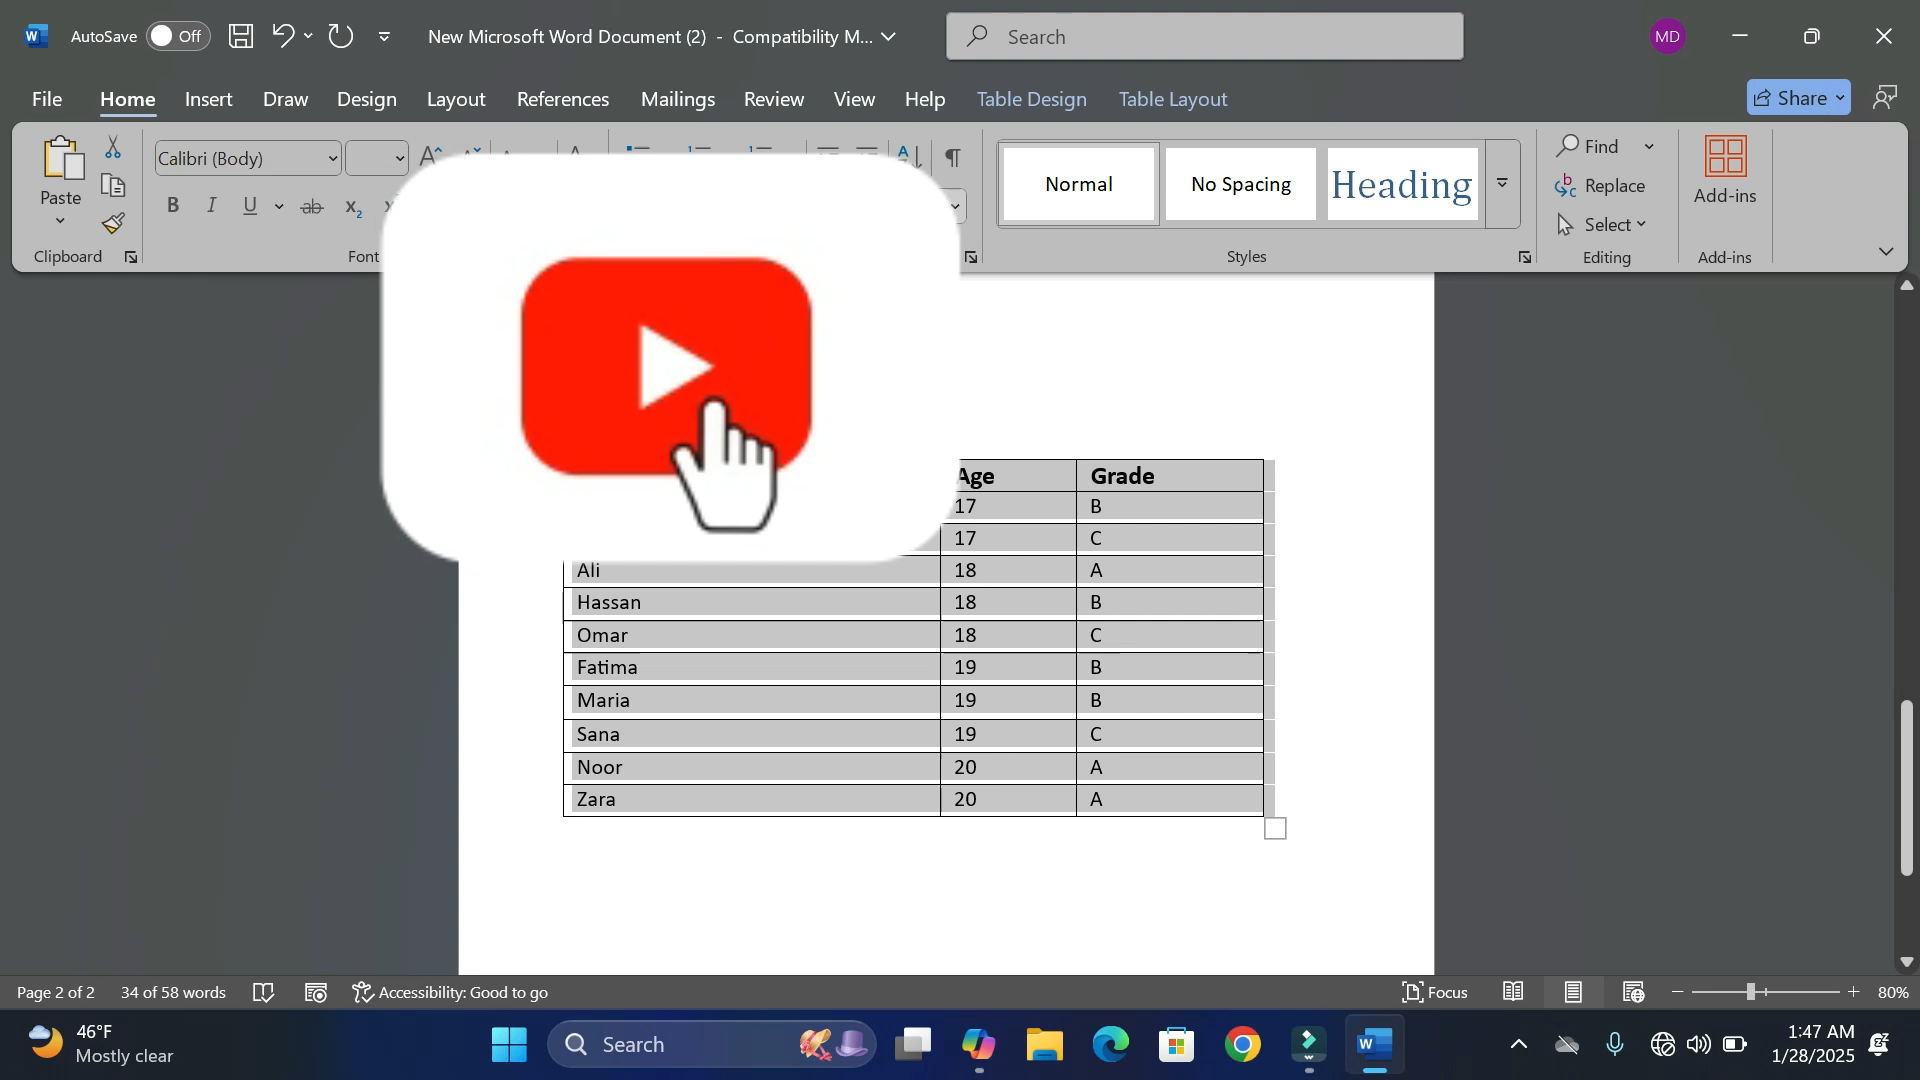 AutoSave Off New Microsoft Word Document (2) - Compatibility M... Search MD
File Home Insert Draw Design Layout References Mailings Review View Help Table Design Table Layout Share
Paste
Calibri (Body)
B I U ab x₂
Normal
No Spacing
Heading
Find
Replace
Select
Add-ins
Clipboard Font Styles Editing Add-ins
Age Grade
17 B
17 C
Ali 18 A
Hassan 18 B
Omar 18 C
Fatima 19 B
Maria 19 B
Sana 19 C
Noor 20 A
Zara 20 A
Page 2 of 2 34 of 58 words Accessibility: Good to go Focus 80%
46°F
Mostly clear
Search
1:47 AM
1/28/2025